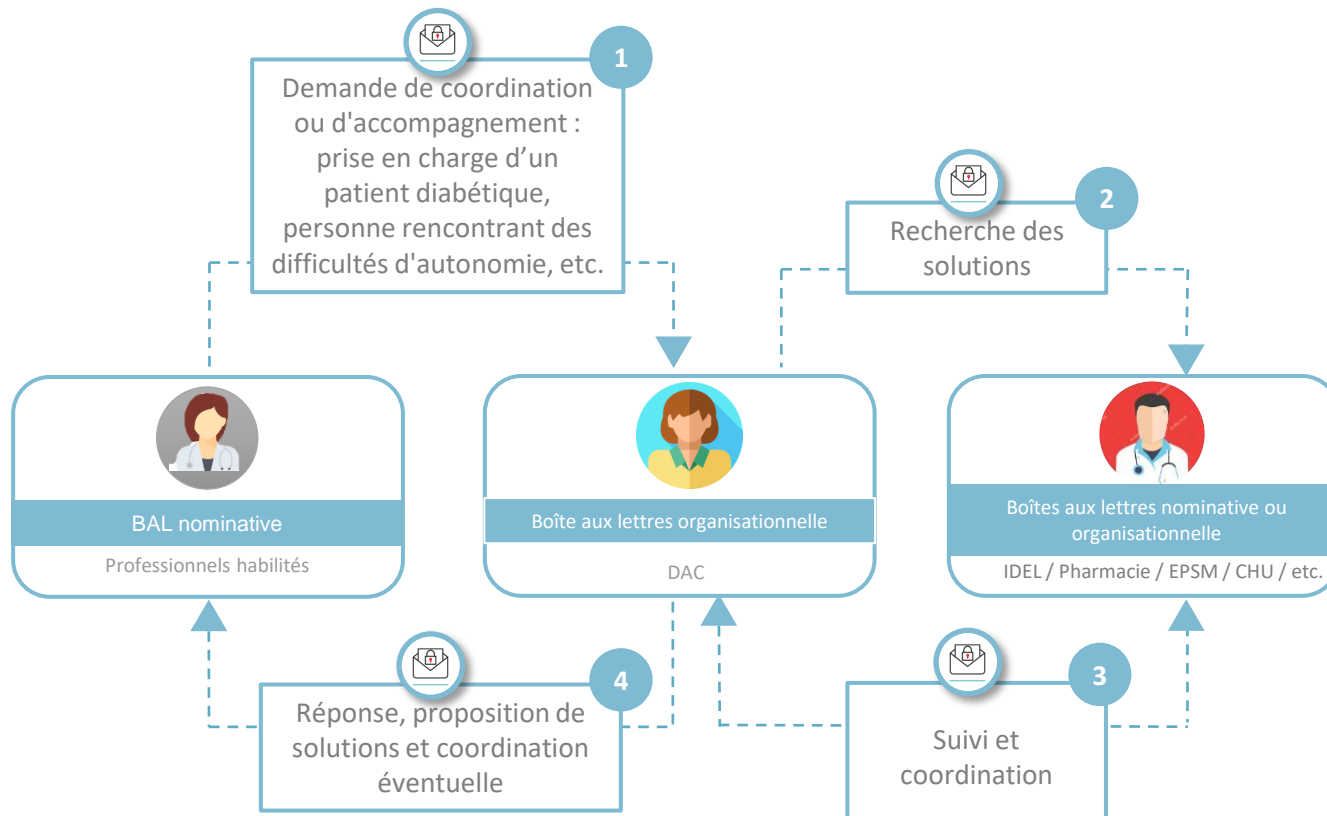 1
Demande de coordination
ou d'accompagnement :
prise en charge d’un
patient diabétique,
personne rencontrant des
difficultés d'autonomie, etc.
2
Recherche des
solutions
BAL nominative
Professionnels habilités
Boîte aux lettres organisationnelle
DAC
Boîtes aux lettres nominative ou
organisationnelle
IDEL / Pharmacie / EPSM / CHU / etc.
4
Réponse, proposition de
solutions et coordination
éventuelle
3
Suivi et
coordination